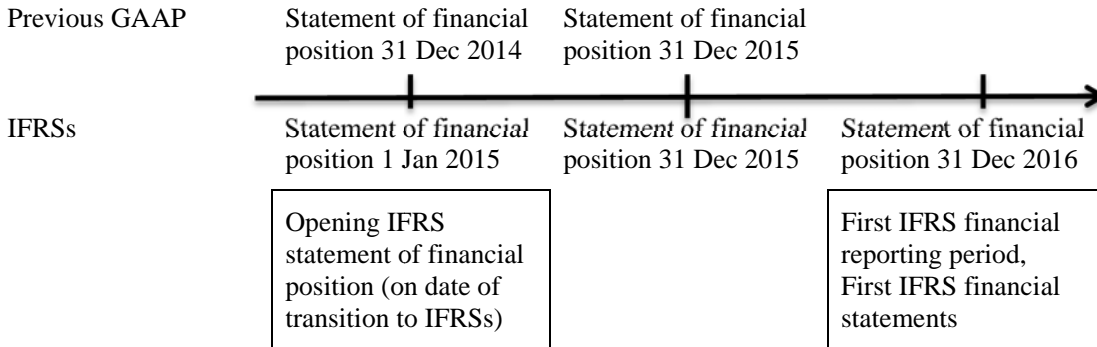 Previous GAAP
Statement of financial
position 31 Dec 2014
Statement of financial
position 31 Dec 2015
IFRSs
Statement of financial
position 1 Jan 2015
Statement of financial
position 31 Dec 2015
Statement of financial
position 31 Dec 2016
Opening IFRS
statement of financial
position (on date of
transition to IFRSs)
First IFRS financial
reporting period,
First IFRS financial
statements